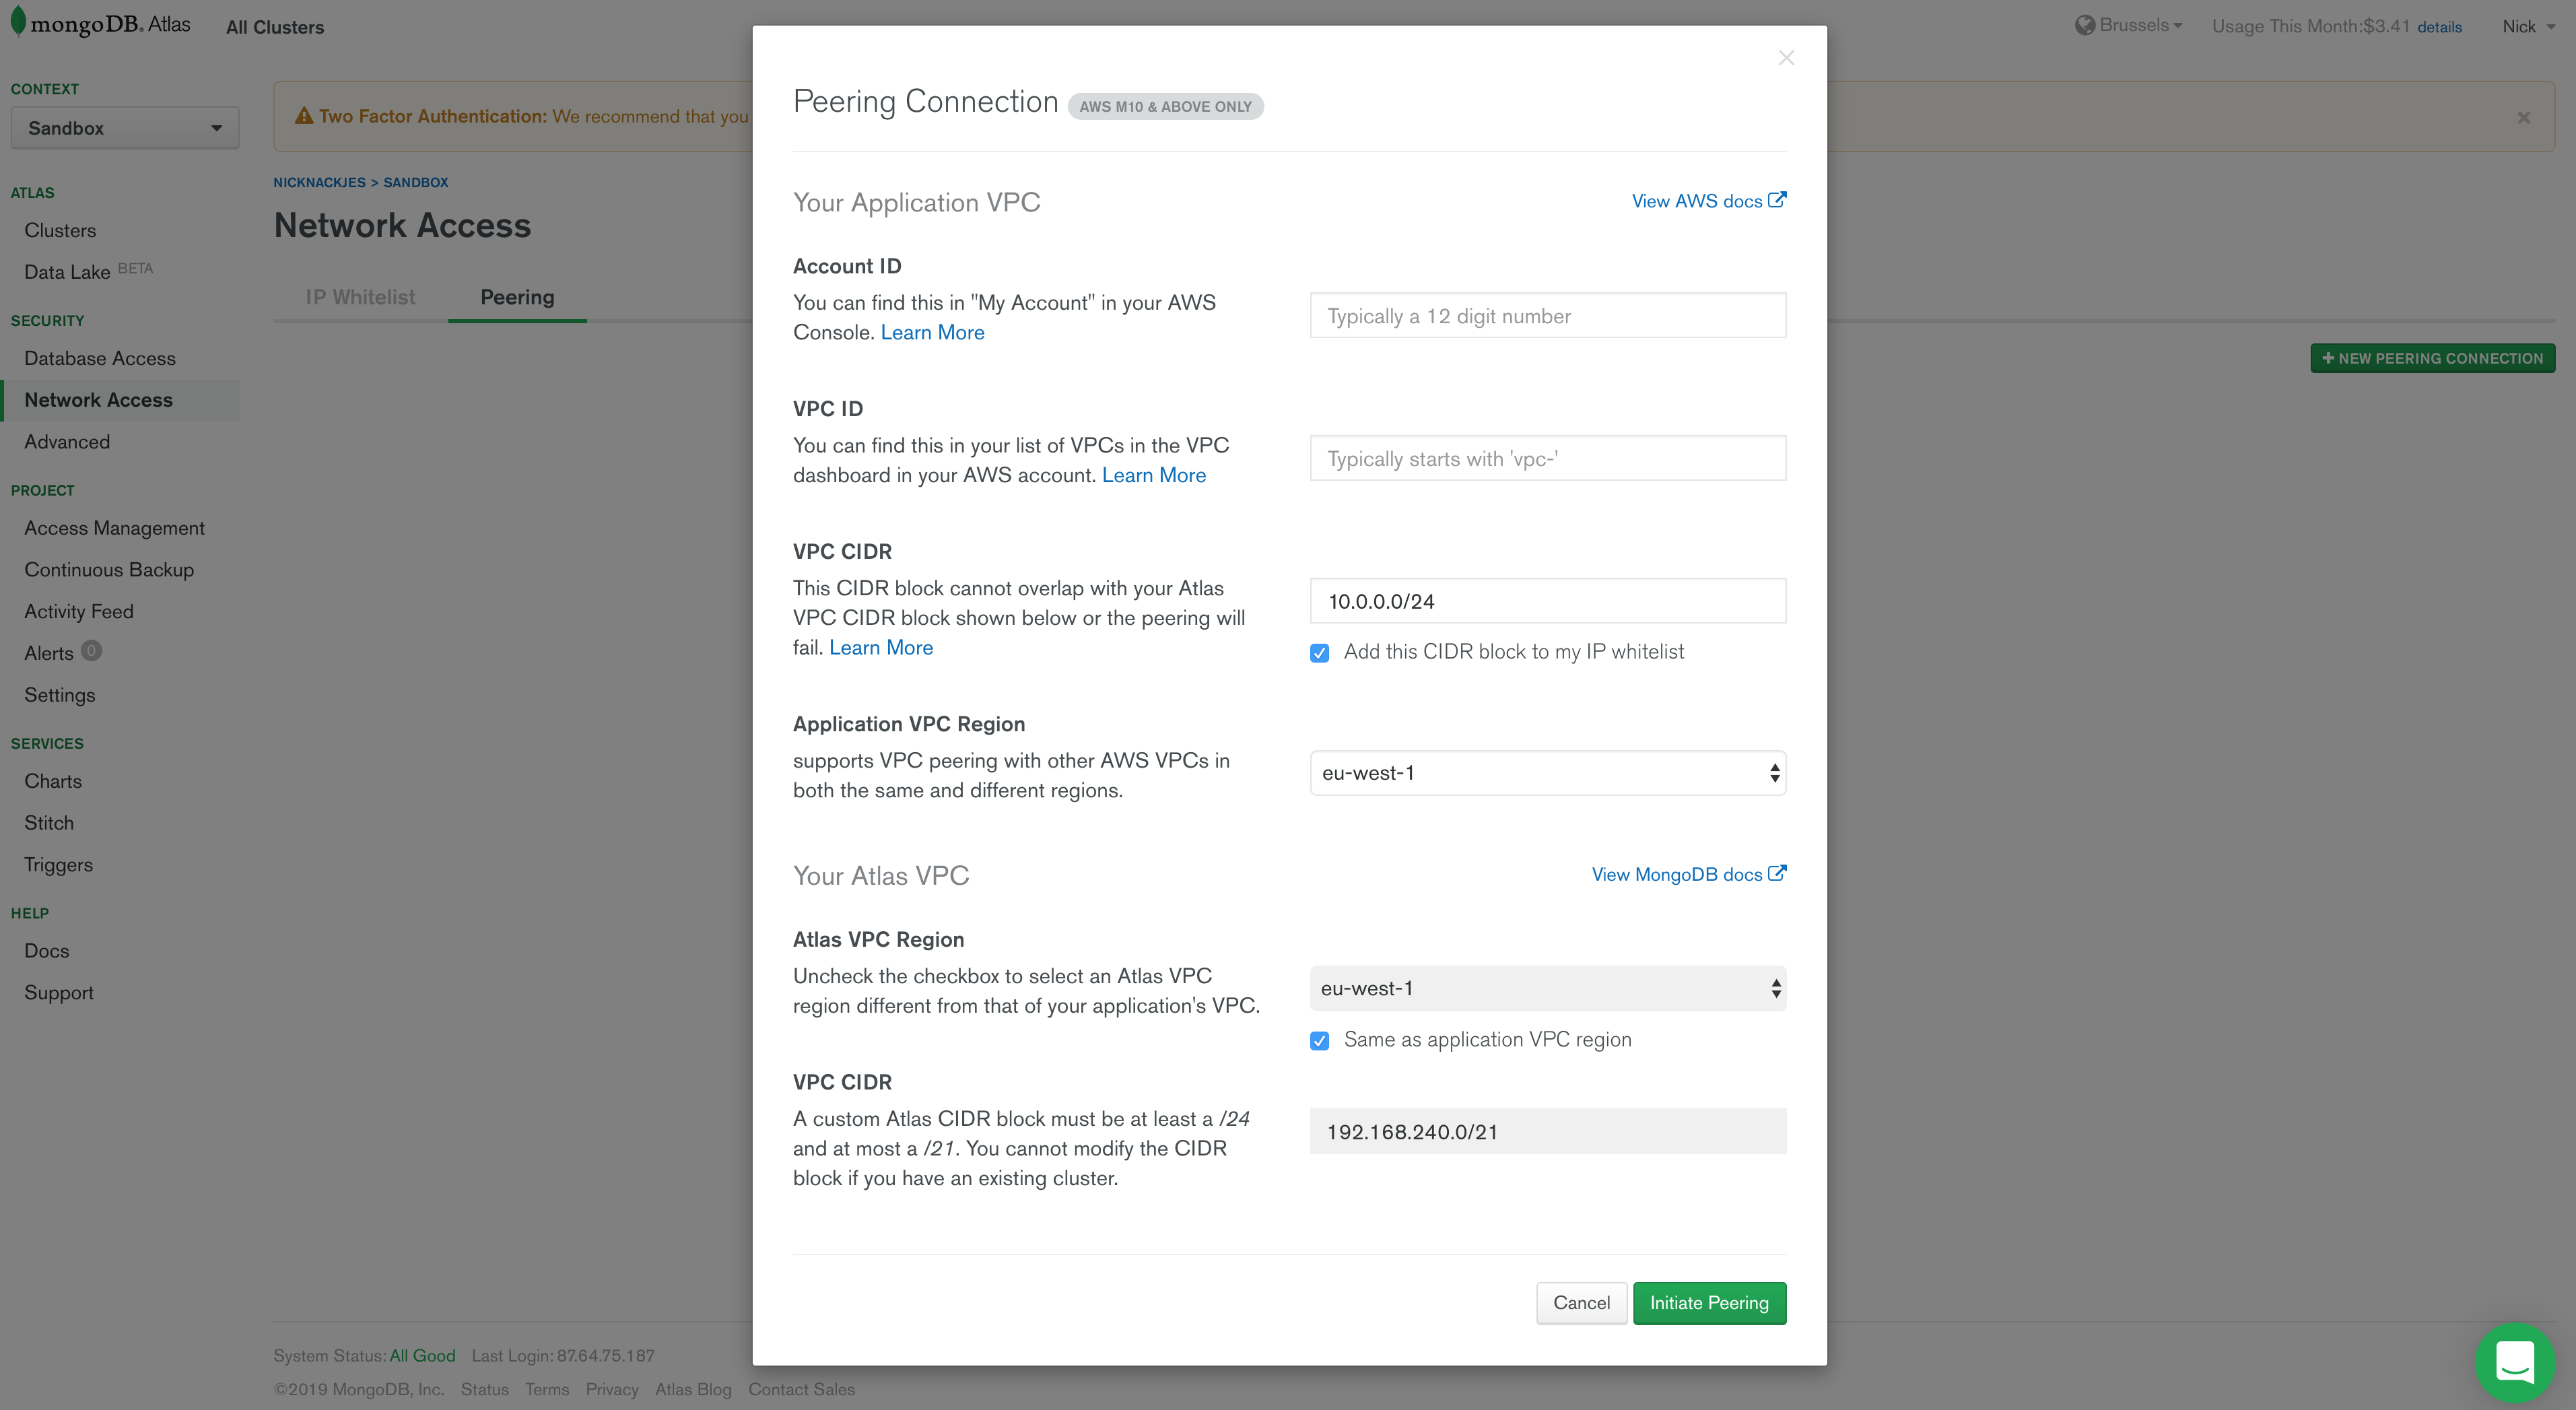 mongoDB. Atlas
All Clusters
Brussels
Usage This Month:$3.41 details
Nick
CONTEXT
Sandbox
ATLAS
Clusters
Data Lake BETA
SECURITY
Database Access
Network Access
Advanced
PROJECT
Access Management
Continuous Backup
Activity Feed
Alerts 0
Settings
SERVICES
Charts
Stitch
Triggers
HELP
Docs
Support
Two Factor Authentication: We recommend that you
NICKNACKJES > SANDBOX
Network Access
IP Whitelist
Peering
+ NEW PEERING CONNECTION
Peering Connection AWS M10 & ABOVE ONLY
Your Application VPC
View AWS docs
Account ID
You can find this in "My Account" in your AWS
Console. Learn More
Typically a 12 digit number
VPC ID
You can find this in your list of VPCs in the VPC
dashboard in your AWS account. Learn More
Typically starts with 'vpc-'
VPC CIDR
This CIDR block cannot overlap with your Atlas
VPC CIDR block shown below or the peering will
fail. Learn More
10.0.0.0/24
Add this CIDR block to my IP whitelist
Application VPC Region
supports VPC peering with other AWS VPCs in
both the same and different regions.
eu-west-1
Your Atlas VPC
View MongoDB docs
Atlas VPC Region
Uncheck the checkbox to select an Atlas VPC
region different from that of your application's VPC.
eu-west-1
Same as application VPC region
VPC CIDR
A custom Atlas CIDR block must be at least a /24
and at most a /21. You cannot modify the CIDR
block if you have an existing cluster.
192.168.240.0/21
Cancel
Initiate Peering
System Status: All Good Last Login: 87.64.75.187
©2019 MongoDB, Inc. Status Terms Privacy Atlas Blog Contact Sales